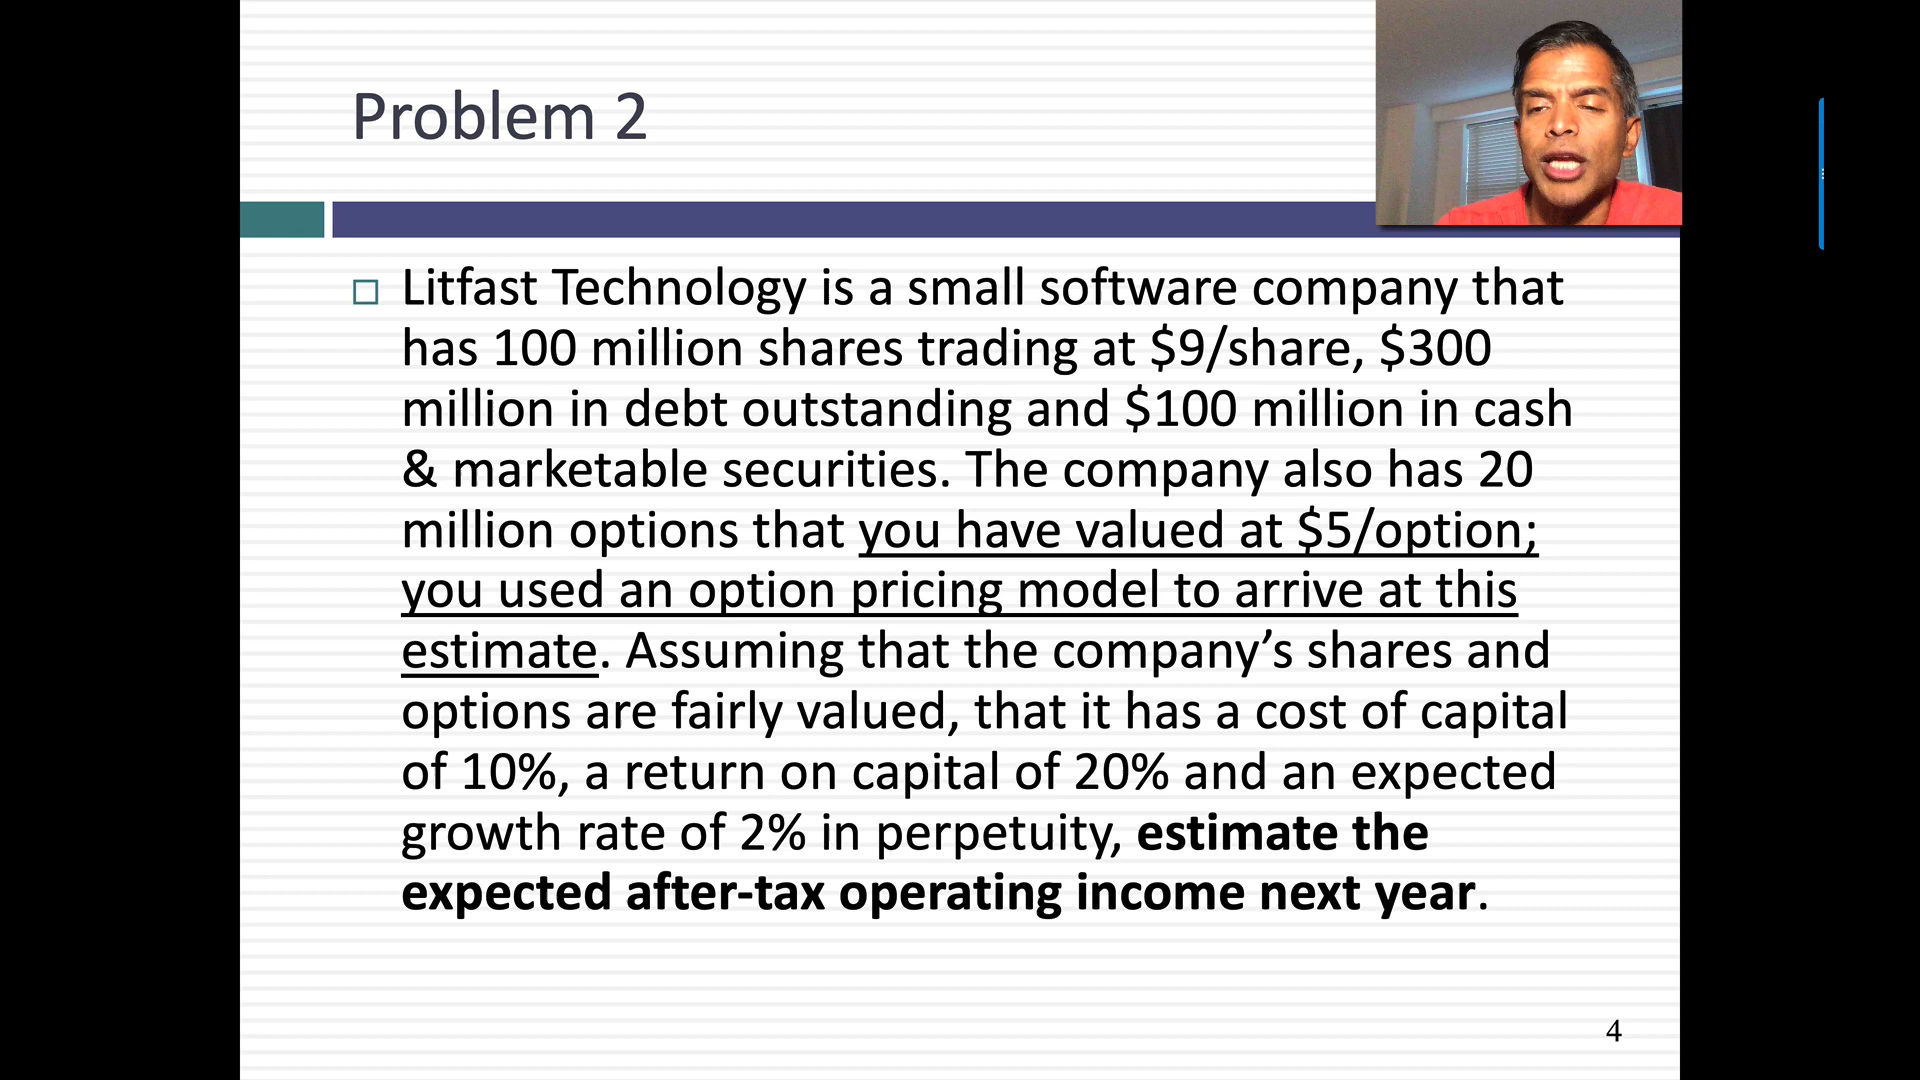 Problem 2
Litfast Technology is a small software company that
has 100 million shares trading at $9/share, $300
million in debt outstanding and $100 million in cash
& marketable securities. The company also has 20
million options that you have valued at $5/option;
you used an option pricing model to arrive at this
estimate. Assuming that the company’s shares and
options are fairly valued, that it has a cost of capital
of 10%, a return on capital of 20% and an expected
growth rate of 2% in perpetuity, estimate the
expected after-tax operating income next year.
4